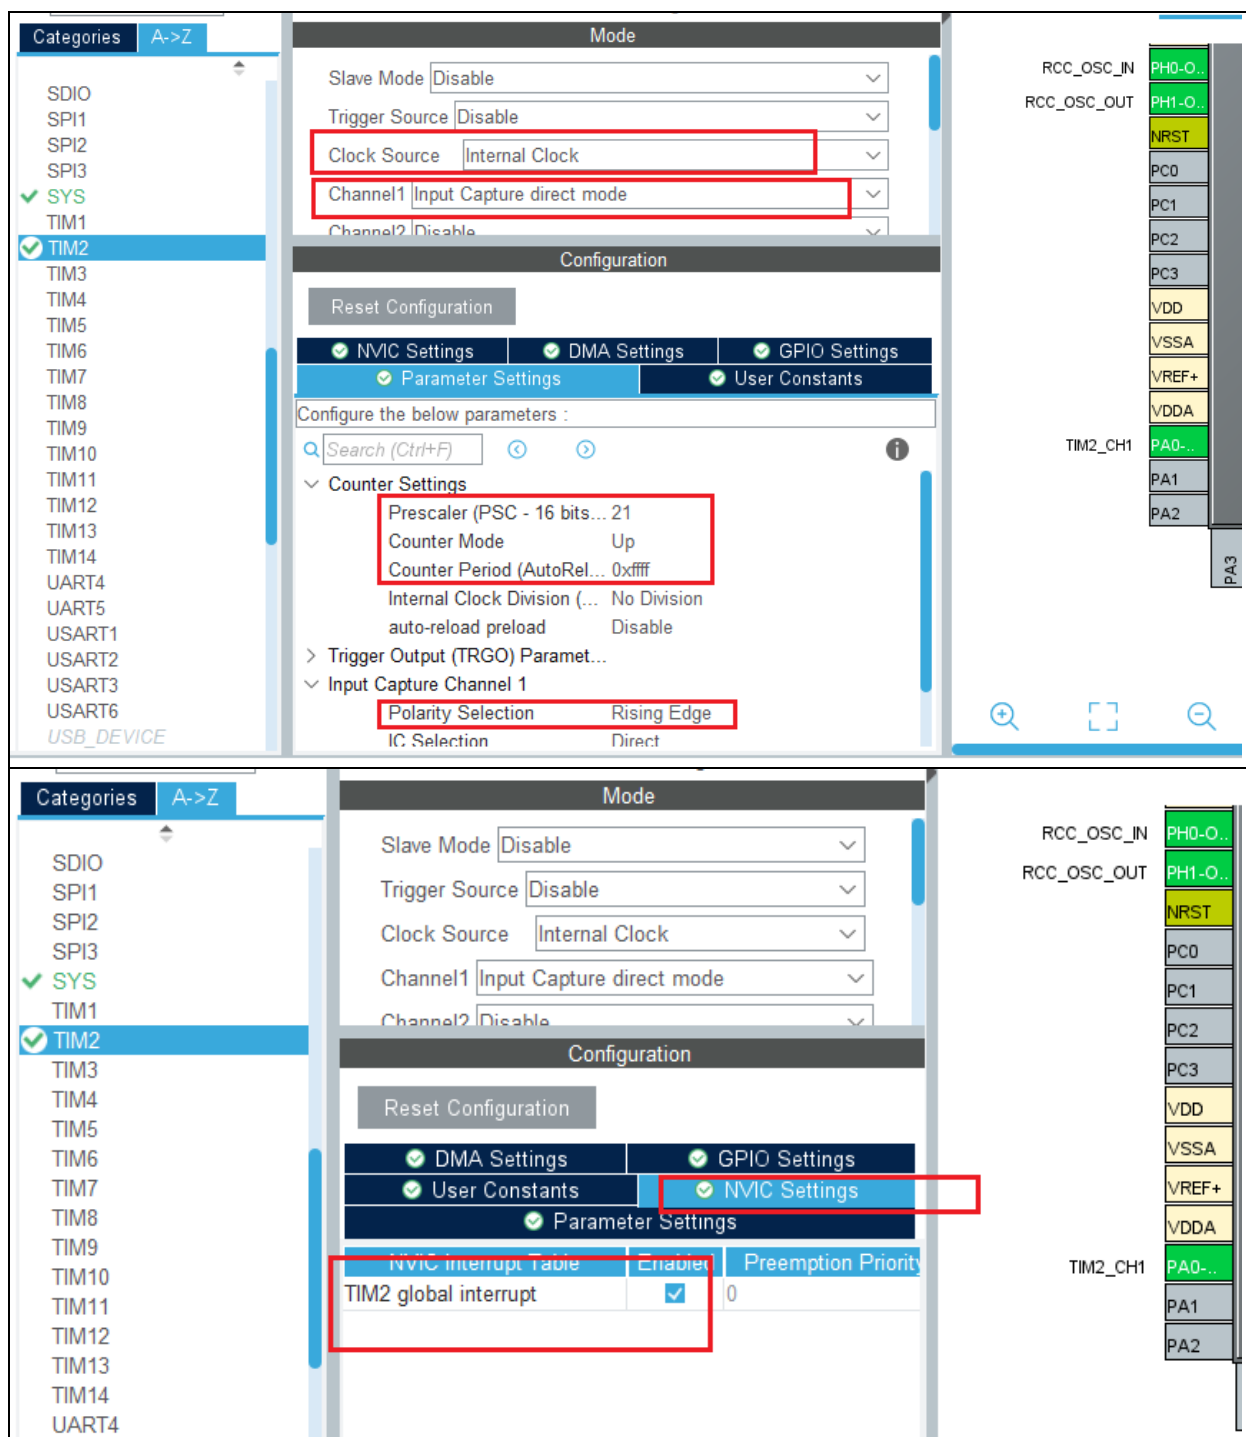 Categories A->Z
SDIO
SPI1
SPI2
SPI3
SYS
TIM1
TIM2
TIM3
TIM4
TIM5
TIM6
TIM7
TIM8
TIM9
TIM10
TIM11
TIM12
TIM13
TIM14
UART4
UART5
USART1
USART2
USART3
USART6
USB_DEVICE
Mode
Slave Mode Disable
Trigger Source Disable
Clock Source Internal Clock
Channel1 Input Capture direct mode
Channel2 Disable
Configuration
Reset Configuration
NVIC Settings DMA Settings GPIO Settings
Parameter Settings User Constants
Configure the below parameters :
Search (Ctrl+F)
Counter Settings
Prescaler (PSC - 16 bits... 21
Counter Mode Up
Counter Period (AutoRel... 0xffff
Internal Clock Division (... No Division
auto-reload preload Disable
Trigger Output (TRGO) Paramet...
Input Capture Channel 1
Polarity Selection Rising Edge
IC Selection Direct
RCC_OSC_IN PH0-O..
RCC_OSC_OUT PH1-O..
NRST
PC0
PC1
PC2
PC3
VDD
VSSA
VREF+
VDDA
TIM2_CH1 PA0-..
PA1
PA2
PA3
Categories A->Z
SDIO
SPI1
SPI2
SPI3
SYS
TIM1
TIM2
TIM3
TIM4
TIM5
TIM6
TIM7
TIM8
TIM9
TIM10
TIM11
TIM12
TIM13
TIM14
UART4
Mode
Slave Mode Disable
Trigger Source Disable
Clock Source Internal Clock
Channel1 Input Capture direct mode
Channel2 Disable
Configuration
Reset Configuration
DMA Settings GPIO Settings
User Constants NVIC Settings
Parameter Settings
NVIC Interrupt Table Enabled Preemption Priority
TIM2 global interrupt 0
RCC_OSC_IN PH0-O..
RCC_OSC_OUT PH1-O..
NRST
PC0
PC1
PC2
PC3
VDD
VSSA
VREF+
VDDA
TIM2_CH1 PA0-..
PA1
PA2